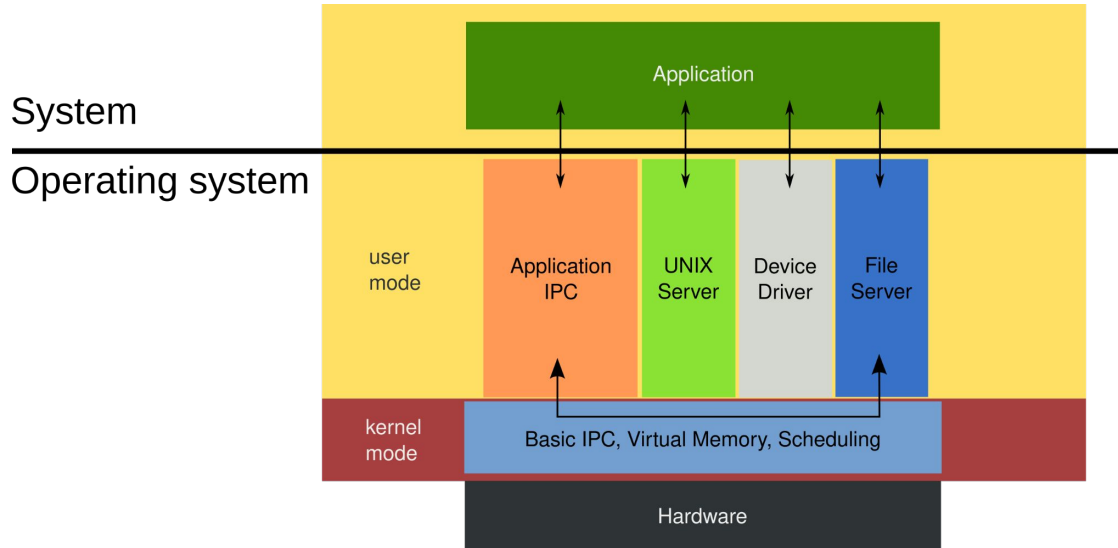 Application
System
Operating system
user
mode
Application
IPC
UNIX
Server
Device
Driver
File
Server
kernel
mode
Basic IPC, Virtual Memory, Scheduling
Hardware